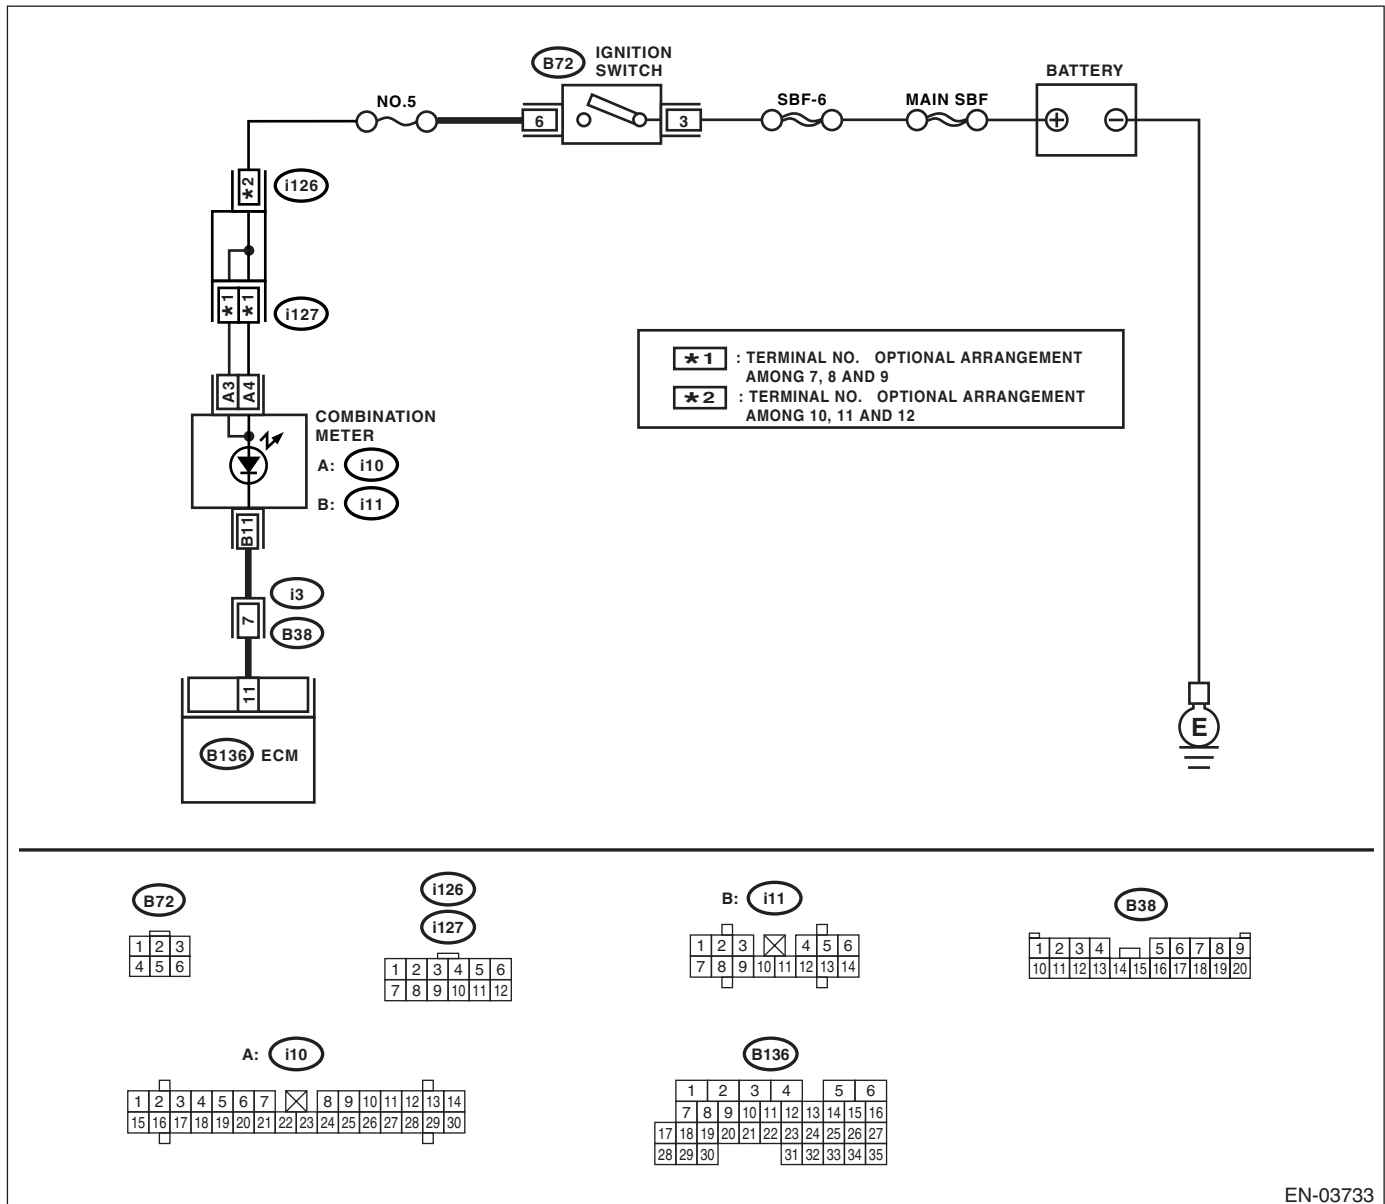 B72 IGNITION
SWITCH
BATTERY
NO.5
SBF-6
MAIN SBF
6
3
*2
i126
*1 *1
i127
*1 : TERMINAL NO. OPTIONAL ARRANGEMENT
AMONG 7, 8 AND 9
*2 : TERMINAL NO. OPTIONAL ARRANGEMENT
AMONG 10, 11 AND 12
A3 A4
COMBINATION
METER
A: i10
B: i11
B11
i3
7
B38
11
B136 ECM
E
B72
1 2 3
4 5 6
i126
i127
1 2 3 4 5 6
7 8 9 10 11 12
B: i11
1 2 3 4 5 6
7 8 9 10 11 12 13 14
B38
1 2 3 4 5 6 7 8 9
10 11 12 13 14 15 16 17 18 19 20
A: i10
1 2 3 4 5 6 7 8 9 10 11 12 13 14
15 16 17 18 19 20 21 22 23 24 25 26 27 28 29 30
B136
1 2 3 4 5 6
7 8 9 10 11 12 13 14 15 16
17 18 19 20 21 22 23 24 25 26 27
28 29 30 31 32 33 34 35
EN-03733